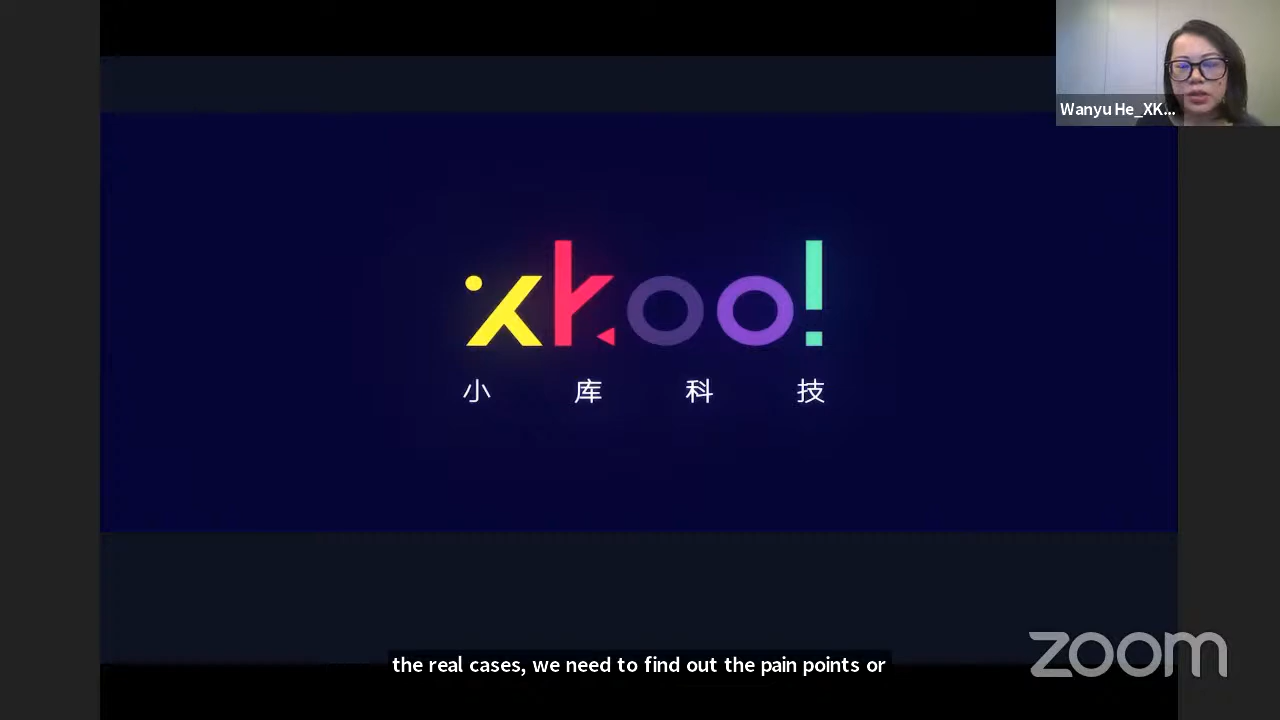 Wanyu He_XK...
xkool
小库科技
the real cases, we need to find out the pain points or
zoom